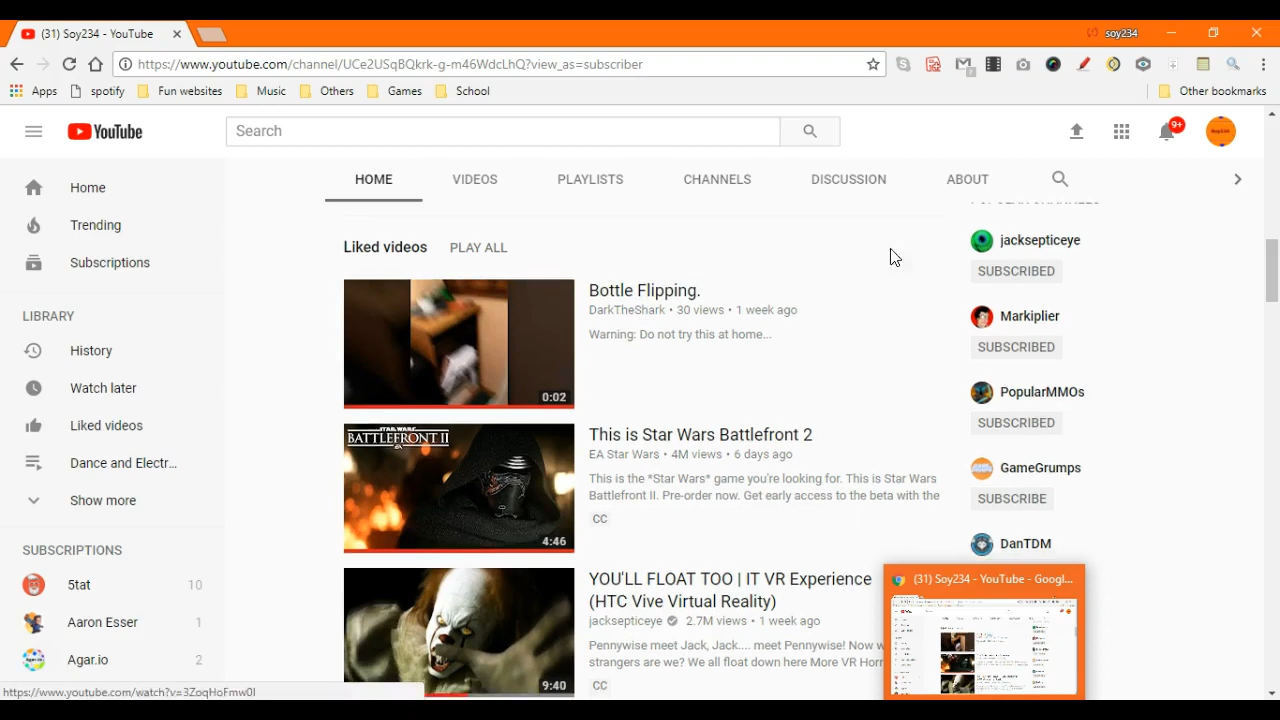 (31) Soy234 - YouTube
soy234
https://www.youtube.com/channel/UCe2USqBQkrk-g-m46WdcLhQ?view_as=subscriber
Apps
spotify
Fun websites
Music
Others
Games
School
Other bookmarks
YouTube
Search
9+
HOME
VIDEOS
PLAYLISTS
CHANNELS
DISCUSSION
ABOUT
Home
Trending
Subscriptions
LIBRARY
History
Watch later
Liked videos
Dance and Electr...
Show more
SUBSCRIPTIONS
5tat 10
Aaron Esser 1
Agar.io 2
Liked videos PLAY ALL
Bottle Flipping.
DarkTheShark • 30 views • 1 week ago
Warning: Do not try this at home...
0:02
STAR WARS
BATTLEFRONT II
EA
4:46
This is Star Wars Battlefront 2
EA Star Wars • 4M views • 6 days ago
This is the *Star Wars* game you're looking for. This is Star Wars
Battlefront II. Pre-order now. Get early access to the beta with the
CC
YOU'LL FLOAT TOO | IT VR Experience
(HTC Vive Virtual Reality)
jacksepticeye 2.7M views • 1 week ago
Pennywise meet Jack, Jack.... meet Pennywise! Now w
strangers are we? We all float down here More VR Horr
CC
9:40
jacksepticeye
SUBSCRIBED
Markiplier
SUBSCRIBED
PopularMMOs
SUBSCRIBED
GameGrumps
SUBSCRIBE
DanTDM
(31) Soy234 - YouTube - Googl...